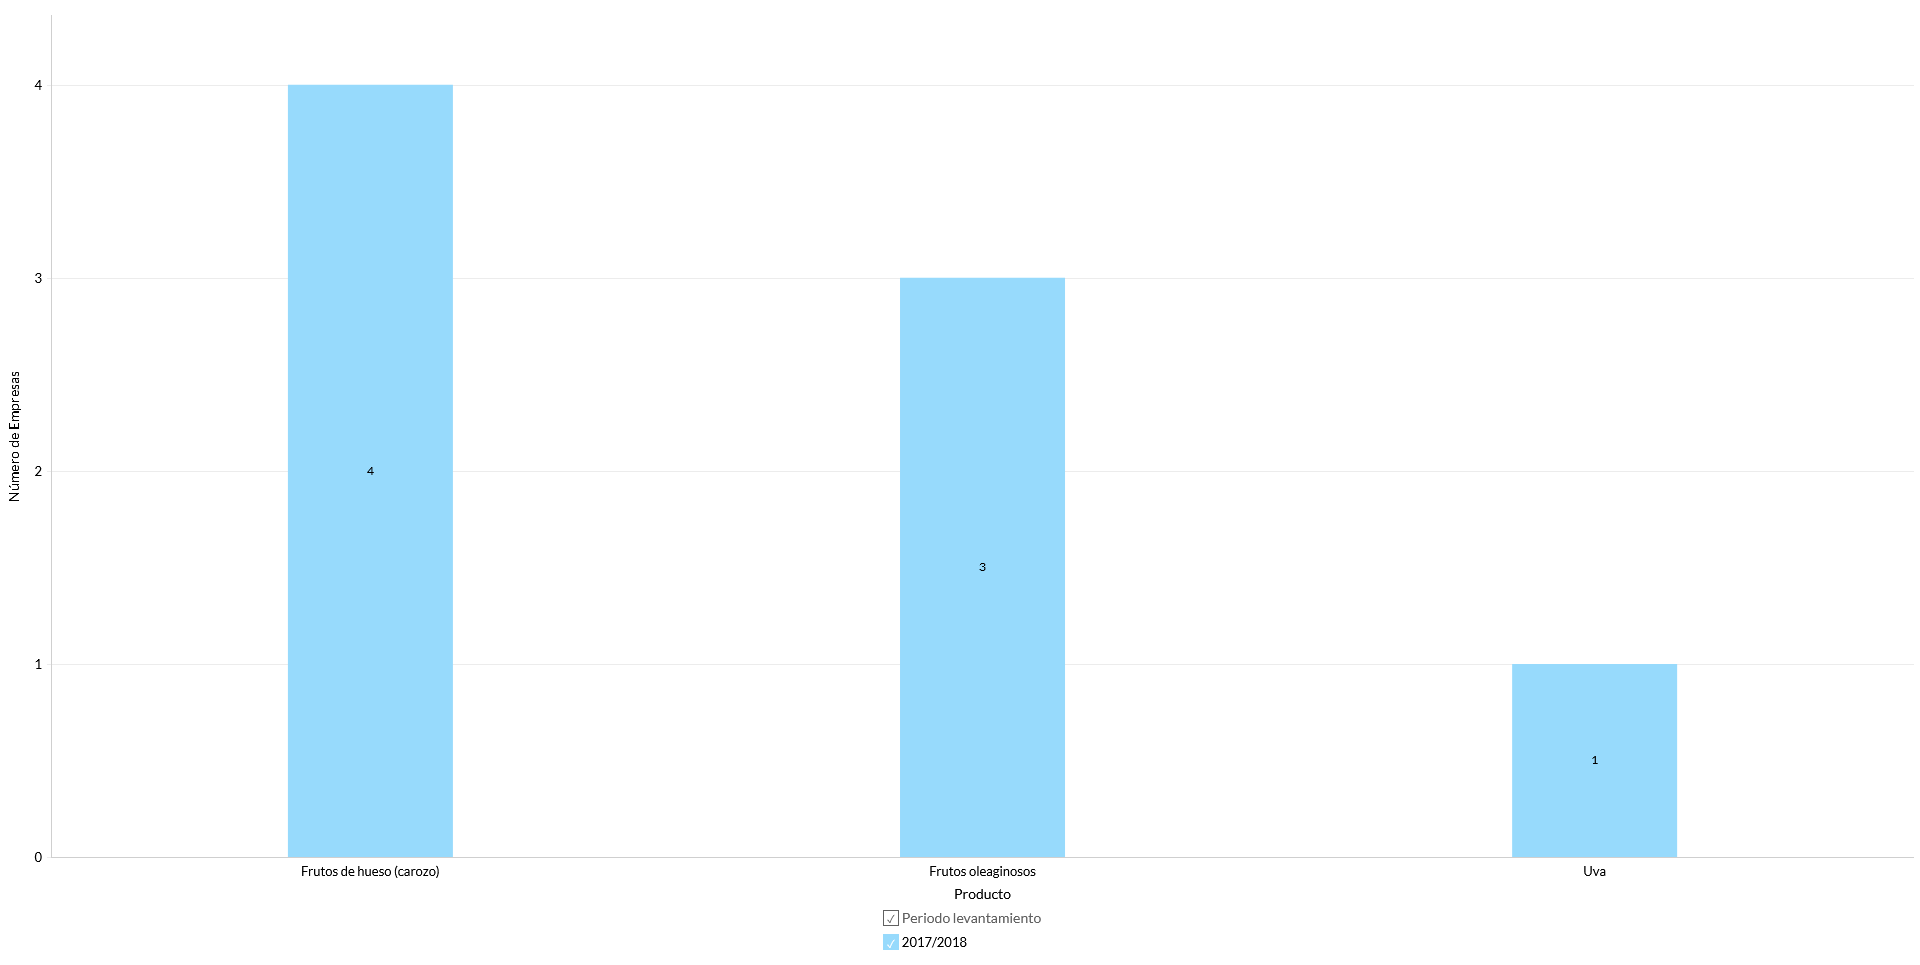 Número de Empresas
4
3
2
1
0
4
3
1
Frutos de hueso (carozo)
Frutos oleaginosos
Uva
Producto
Periodo levantamiento
2017/2018